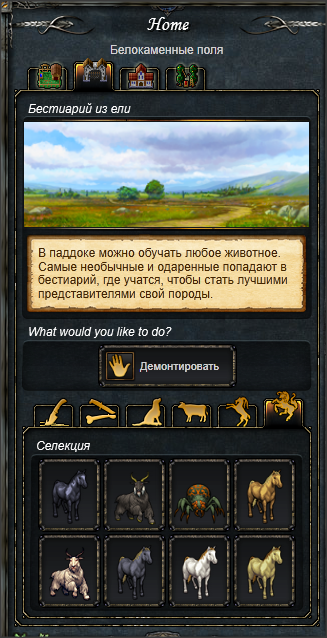 Home
Белокаменные поля
Бестиарий из ели
В паддоке можно обучать любое животное.
Самые необычные и одаренные попадают в
бестиарий, где учатся, чтобы стать лучшими
представителями свой породы.
What would you like to do?
Демонтировать
Селекция